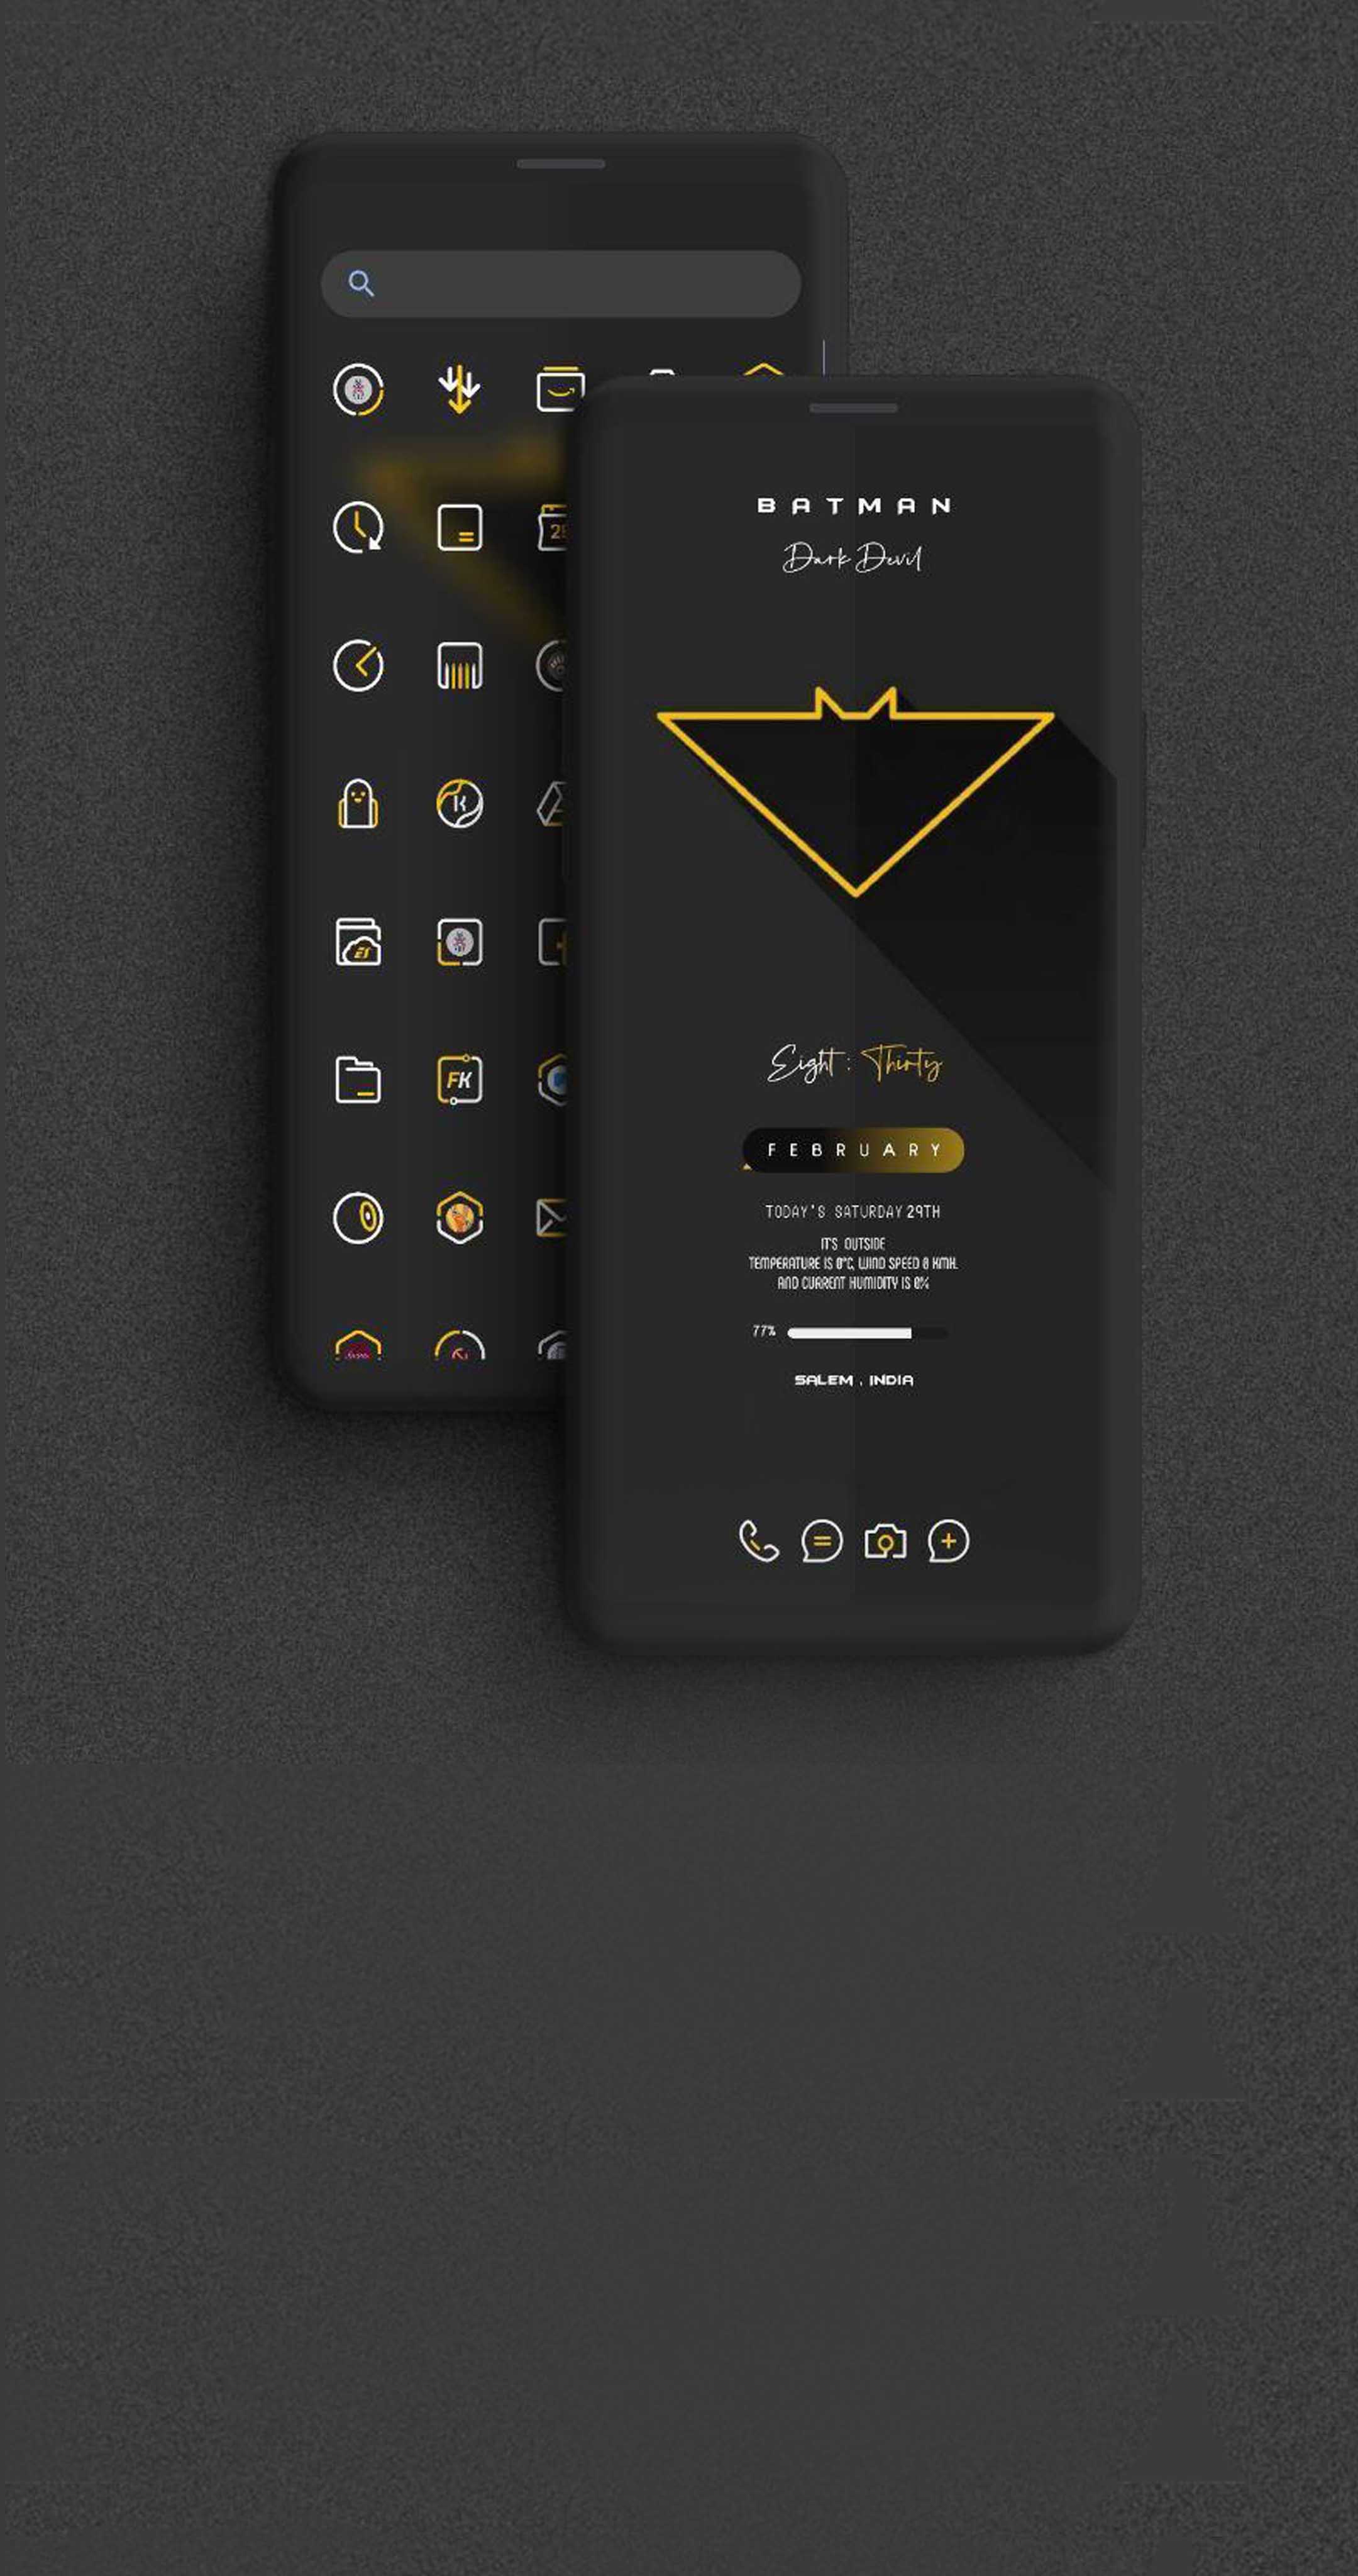 BATMAN
Dark Devil
Eight : Thirty
FEBRUARY
TODAY'S SATURDAY 29TH
IT'S OUTSIDE
TEMPERATURE IS 0°C, WIND SPEED 0 KMH.
AND CURRENT HUMIDITY IS 0%
77%
SALEM . INDIA
K
ES
FK